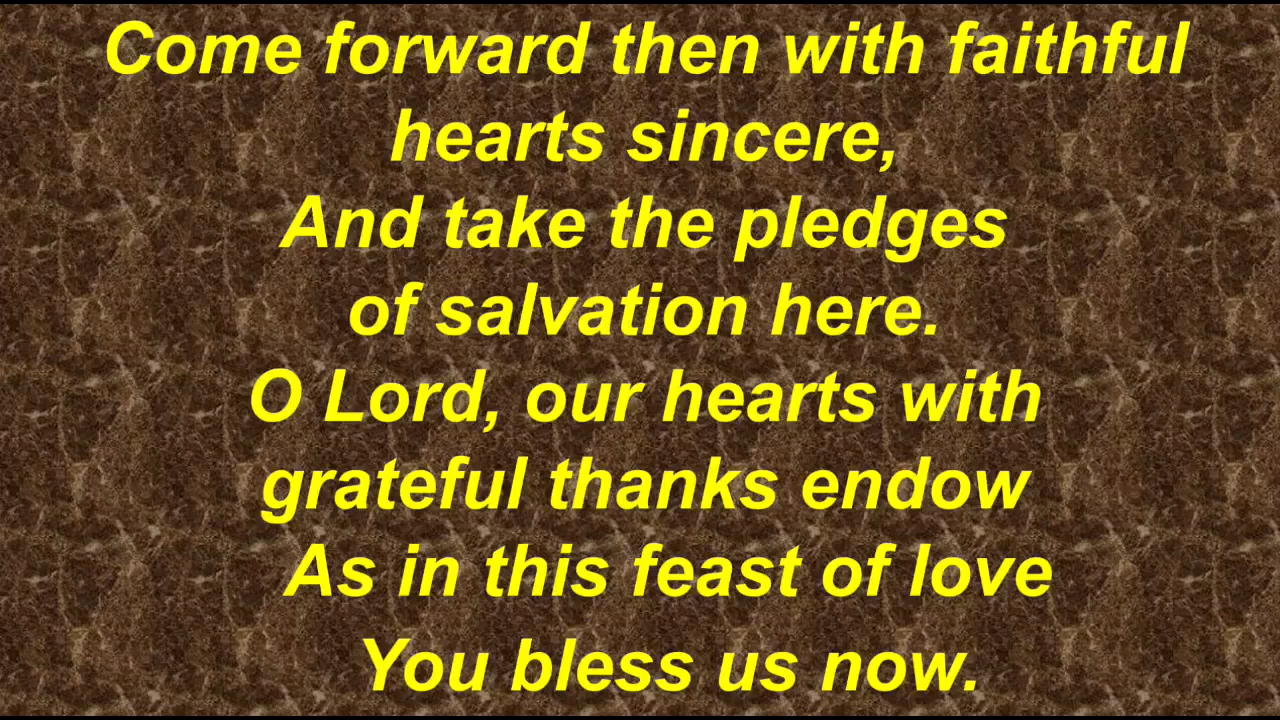 Come forward then with faithful
hearts sincere,
And take the pledges
of salvation here.
O Lord, our hearts with
grateful thanks endow
As in this feast of love
You bless us now.